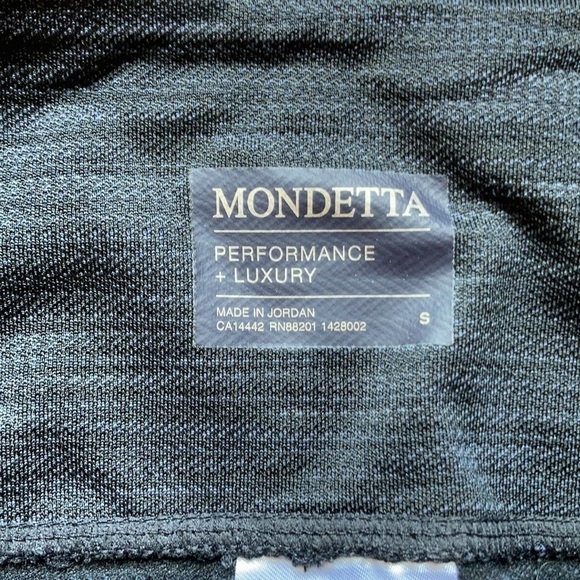 MONDETTA
PERFORMANCE
+ LUXURY
MADE IN JORDAN
CA14442 RN88201 1428002 S